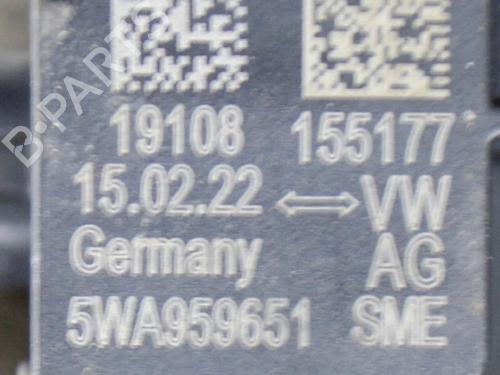 19108 155177
15.02.22 ⇔ VW
Germany AG
5WA959651 SME
B-PARTS